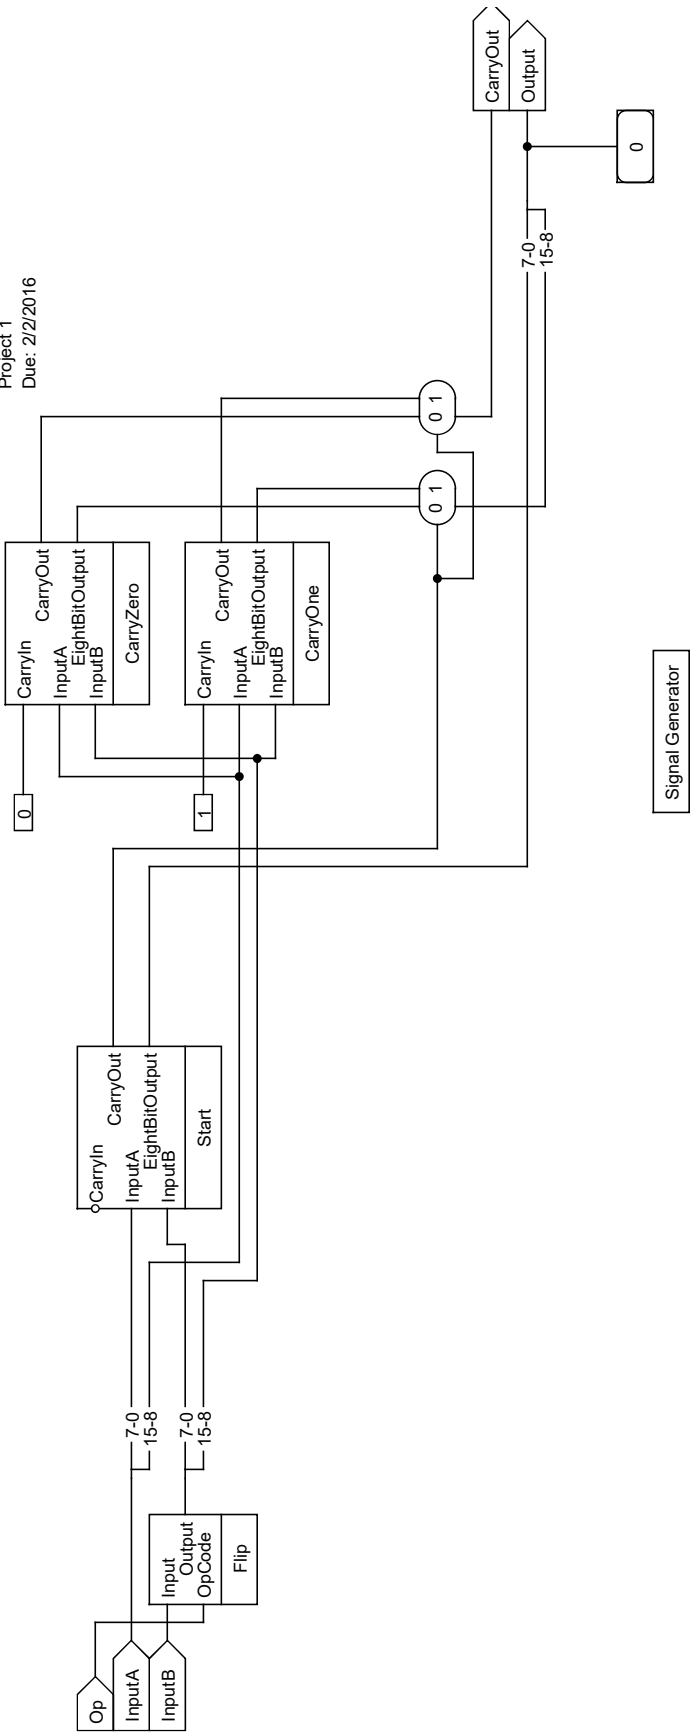 Project 1
Due: 2/2/2016
0
CarryIn
CarryOut
InputA
EightBitOutput
InputB
CarryZero
1
CarryIn
CarryOut
InputA
EightBitOutput
InputB
CarryOne
CarryIn
CarryOut
InputA
EightBitOutput
InputB
Start
Op
InputA
InputB
Input
Output
OpCode
Flip
7-0
15-8
7-0
15-8
0 1
0 1
CarryOut
Output
7-0
15-8
0
Signal Generator